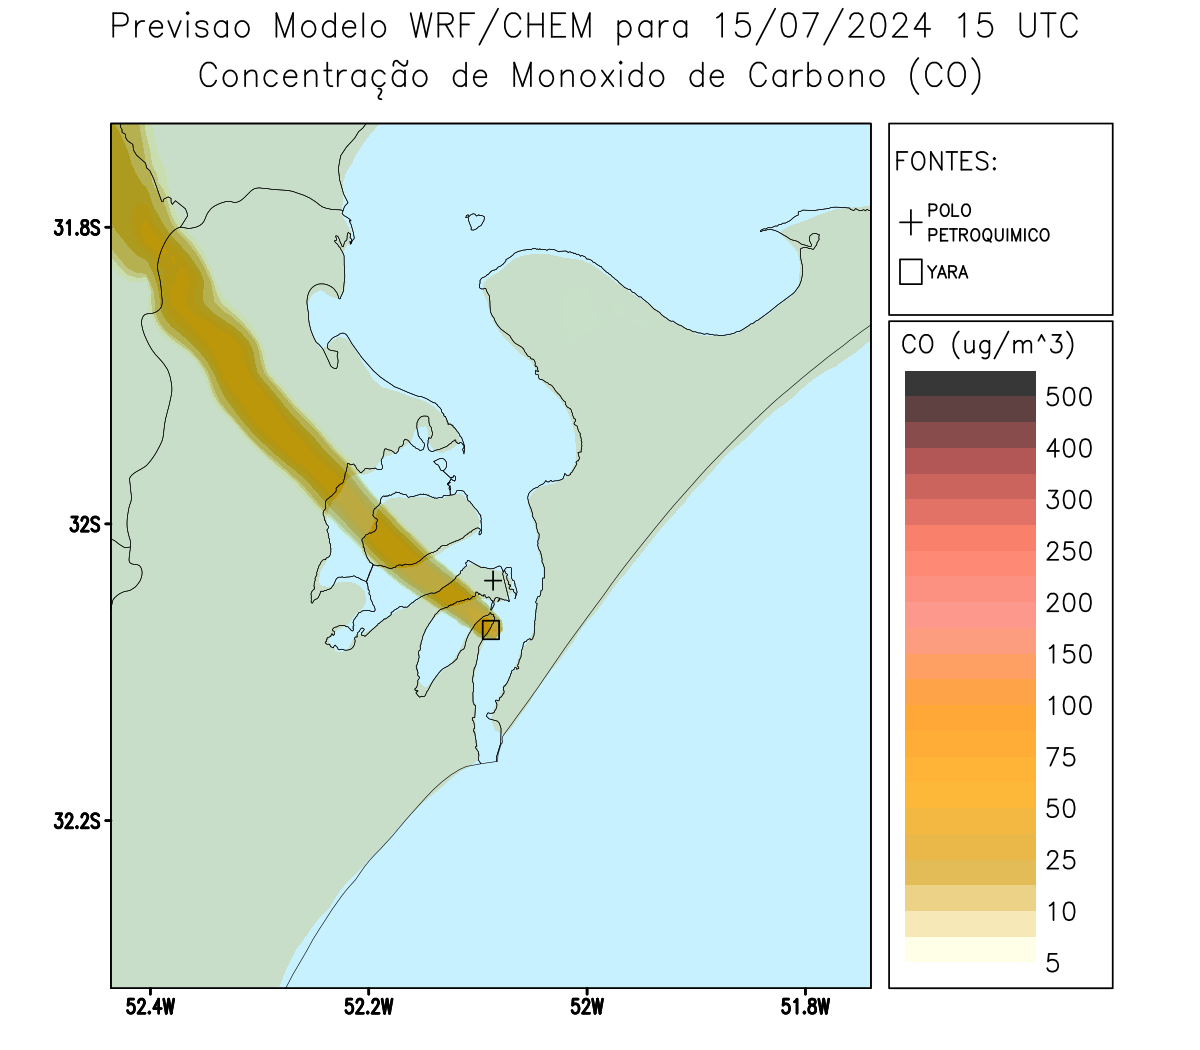 Previsao Modelo WRF/CHEM para 15/07/2024 15 UTC
Concentração de Monoxido de Carbono (CO)
FONTES:
POLO
PETROQUIMICO
YARA
CO (ug/m^3)
500
400
300
250
200
150
100
75
50
25
10
5
31.8S
32S
32.2S
52.4W
52.2W
52W
51.8W